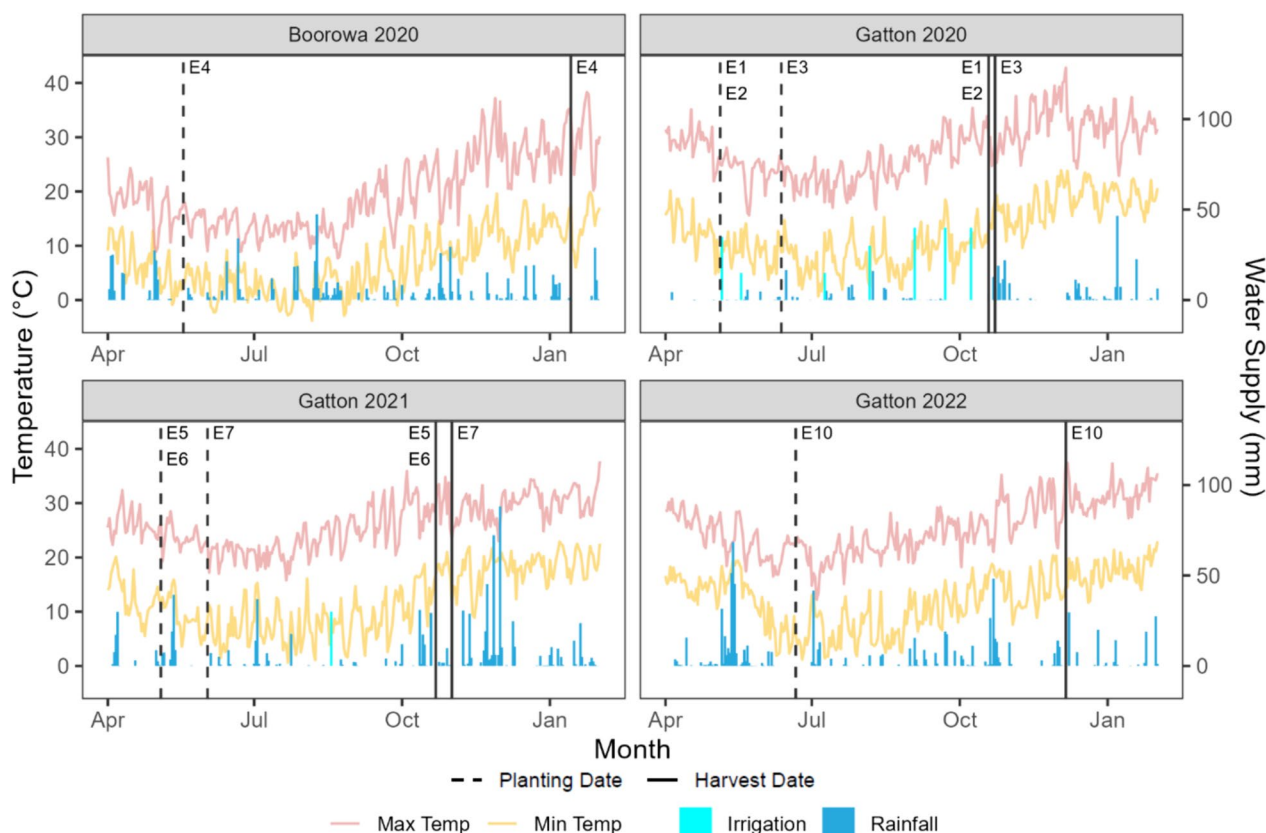 Boorowa 2020
Gatton 2020
E4
E4
E1
E2
E3
E1
E2
E3
40
30
20
10
0
100
50
0
Apr
Jul
Oct
Jan
Apr
Jul
Oct
Jan
Gatton 2021
Gatton 2022
E5
E6
E7
E5
E6
E7
E10
E10
40
30
20
10
0
100
50
0
Apr
Jul
Oct
Jan
Apr
Jul
Oct
Jan
Temperature (°C)
Water Supply (mm)
Month
Planting Date
Harvest Date
Max Temp
Min Temp
Irrigation
Rainfall